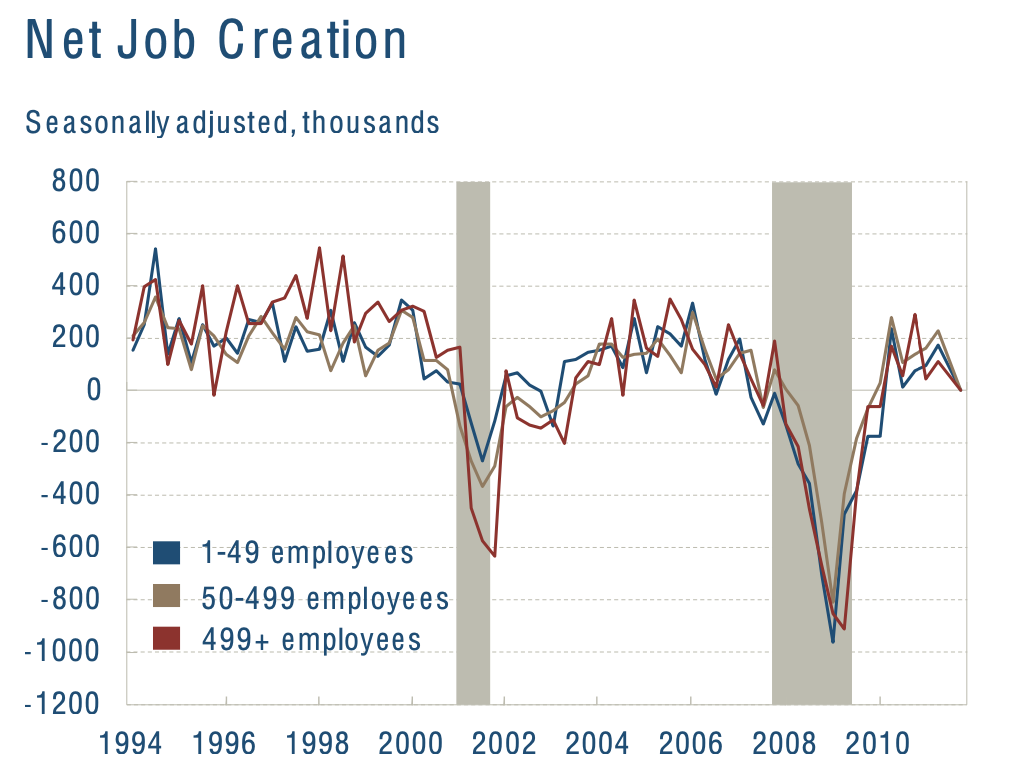 Net Job Creation
Seasonally adjusted, thousands
800
600
400
200
0
-200
-400
-600
-800
-1000
-1200
1-49 employees
50-499 employees
499+ employees
1994 1996 1998 2000 2002 2004 2006 2008 2010